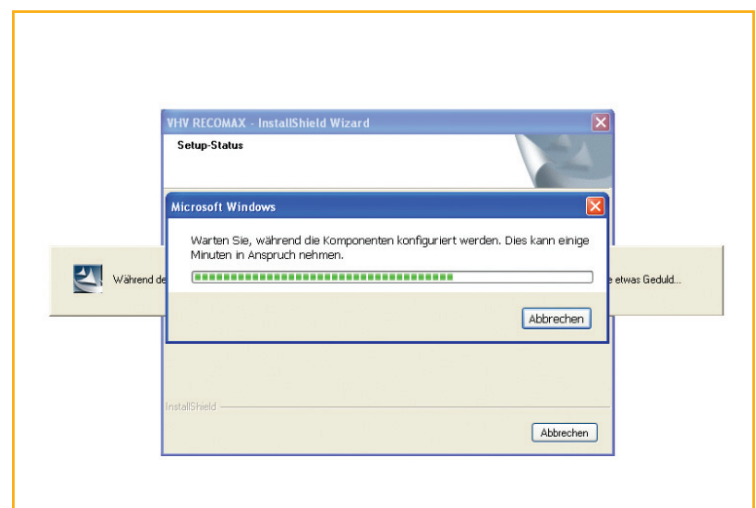 VHV RECOMAX - InstallShield Wizard
Setup-Status
Microsoft Windows
Warten Sie, während die Komponenten konfiguriert werden. Dies kann einige
Minuten in Anspruch nehmen.
Während de
e etwas Geduld...
Abbrechen
InstallShield
Abbrechen